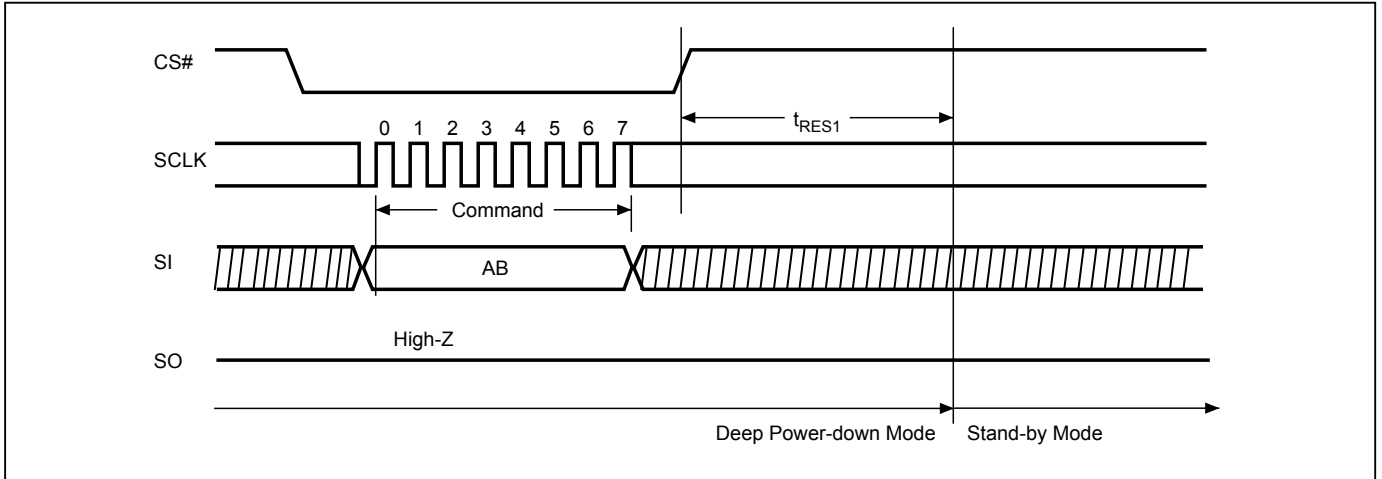 CS#
tRES1
0 1 2 3 4 5 6 7
SCLK
Command
SI
AB
High-Z
SO
Deep Power-down Mode Stand-by Mode